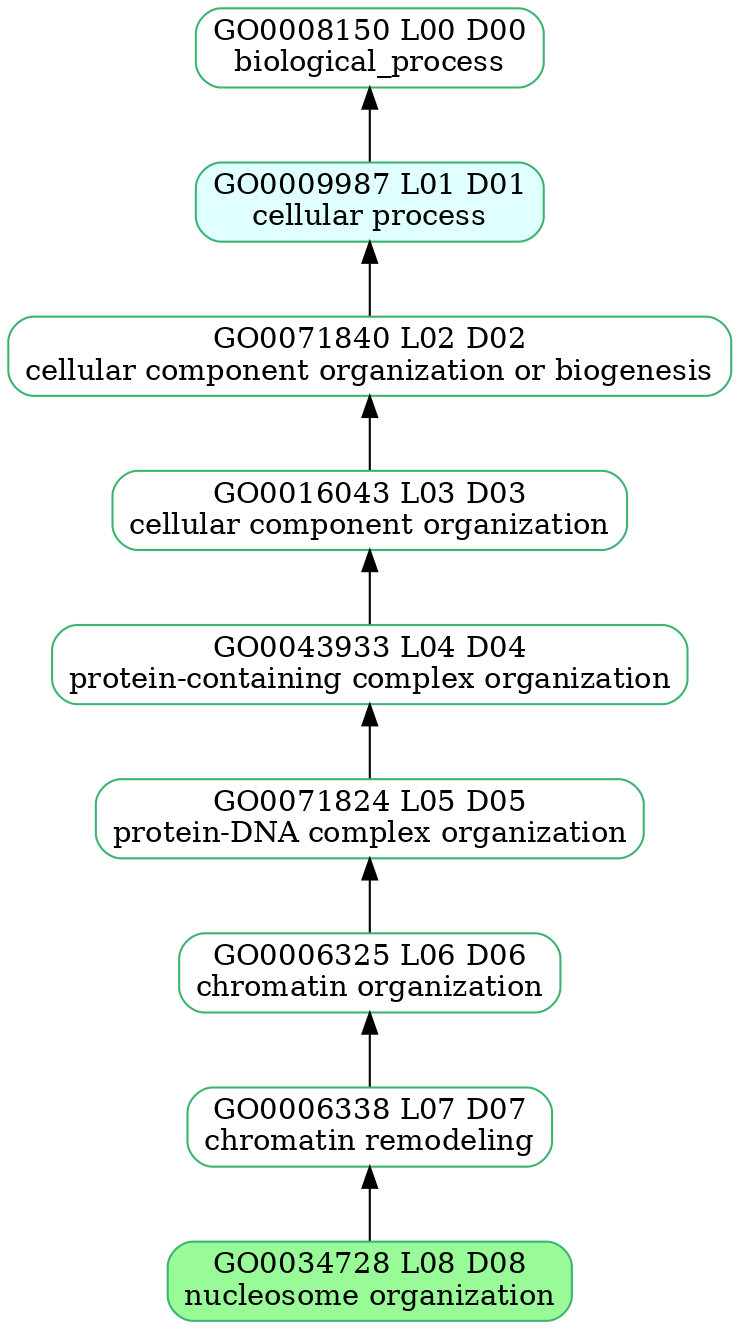 GO0008150 L00 D00
biological_process
GO0009987 L01 D01
cellular process
GO0071840 L02 D02
cellular component organization or biogenesis
GO0016043 L03 D03
cellular component organization
GO0043933 L04 D04
protein-containing complex organization
GO0071824 L05 D05
protein-DNA complex organization
GO0006325 L06 D06
chromatin organization
GO0006338 L07 D07
chromatin remodeling
GO0034728 L08 D08
nucleosome organization